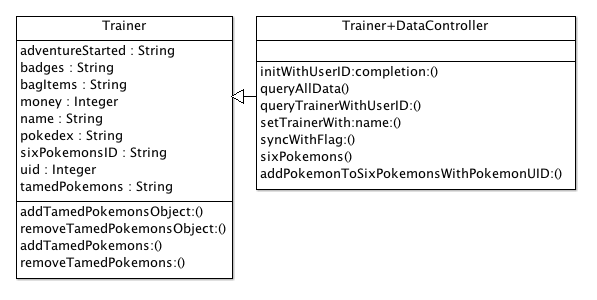 Trainer
adventureStarted : String
badges : String
bagItems : String
money : Integer
name : String
pokedex : String
sixPokemonsID : String
uid : Integer
tamedPokemons : String
addTamedPokemonsObject:()
removeTamedPokemonsObject:()
addTamedPokemons:()
removeTamedPokemons:()
Trainer+DataController
initWithUserID:completion:()
queryAllData()
queryTrainerWithUserID:()
setTrainerWith:name:()
syncWithFlag:()
sixPokemons()
addPokemonToSixPokemonsWithPokemonUID:()